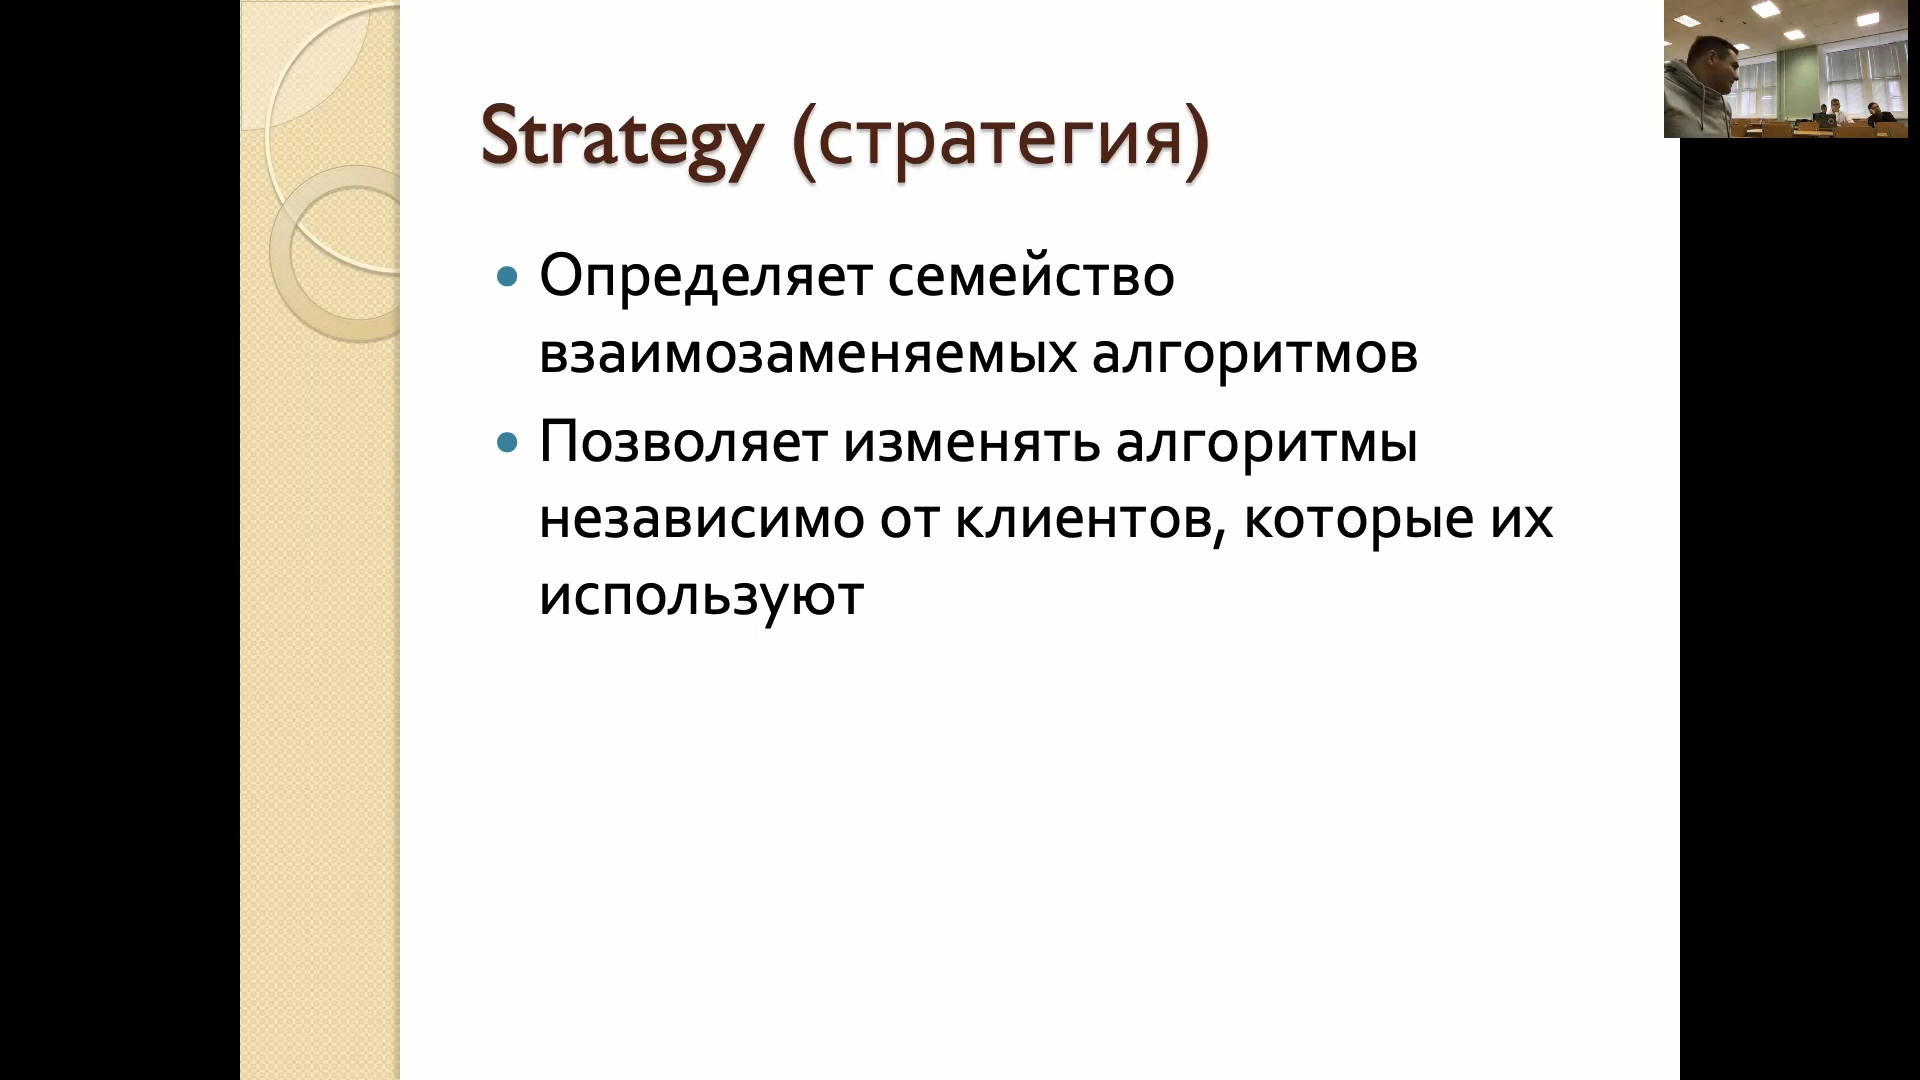 Strategy (стратегия)
Определяет семейство
взаимозаменяемых алгоритмов
Позволяет изменять алгоритмы
независимо от клиентов, которые их
используют